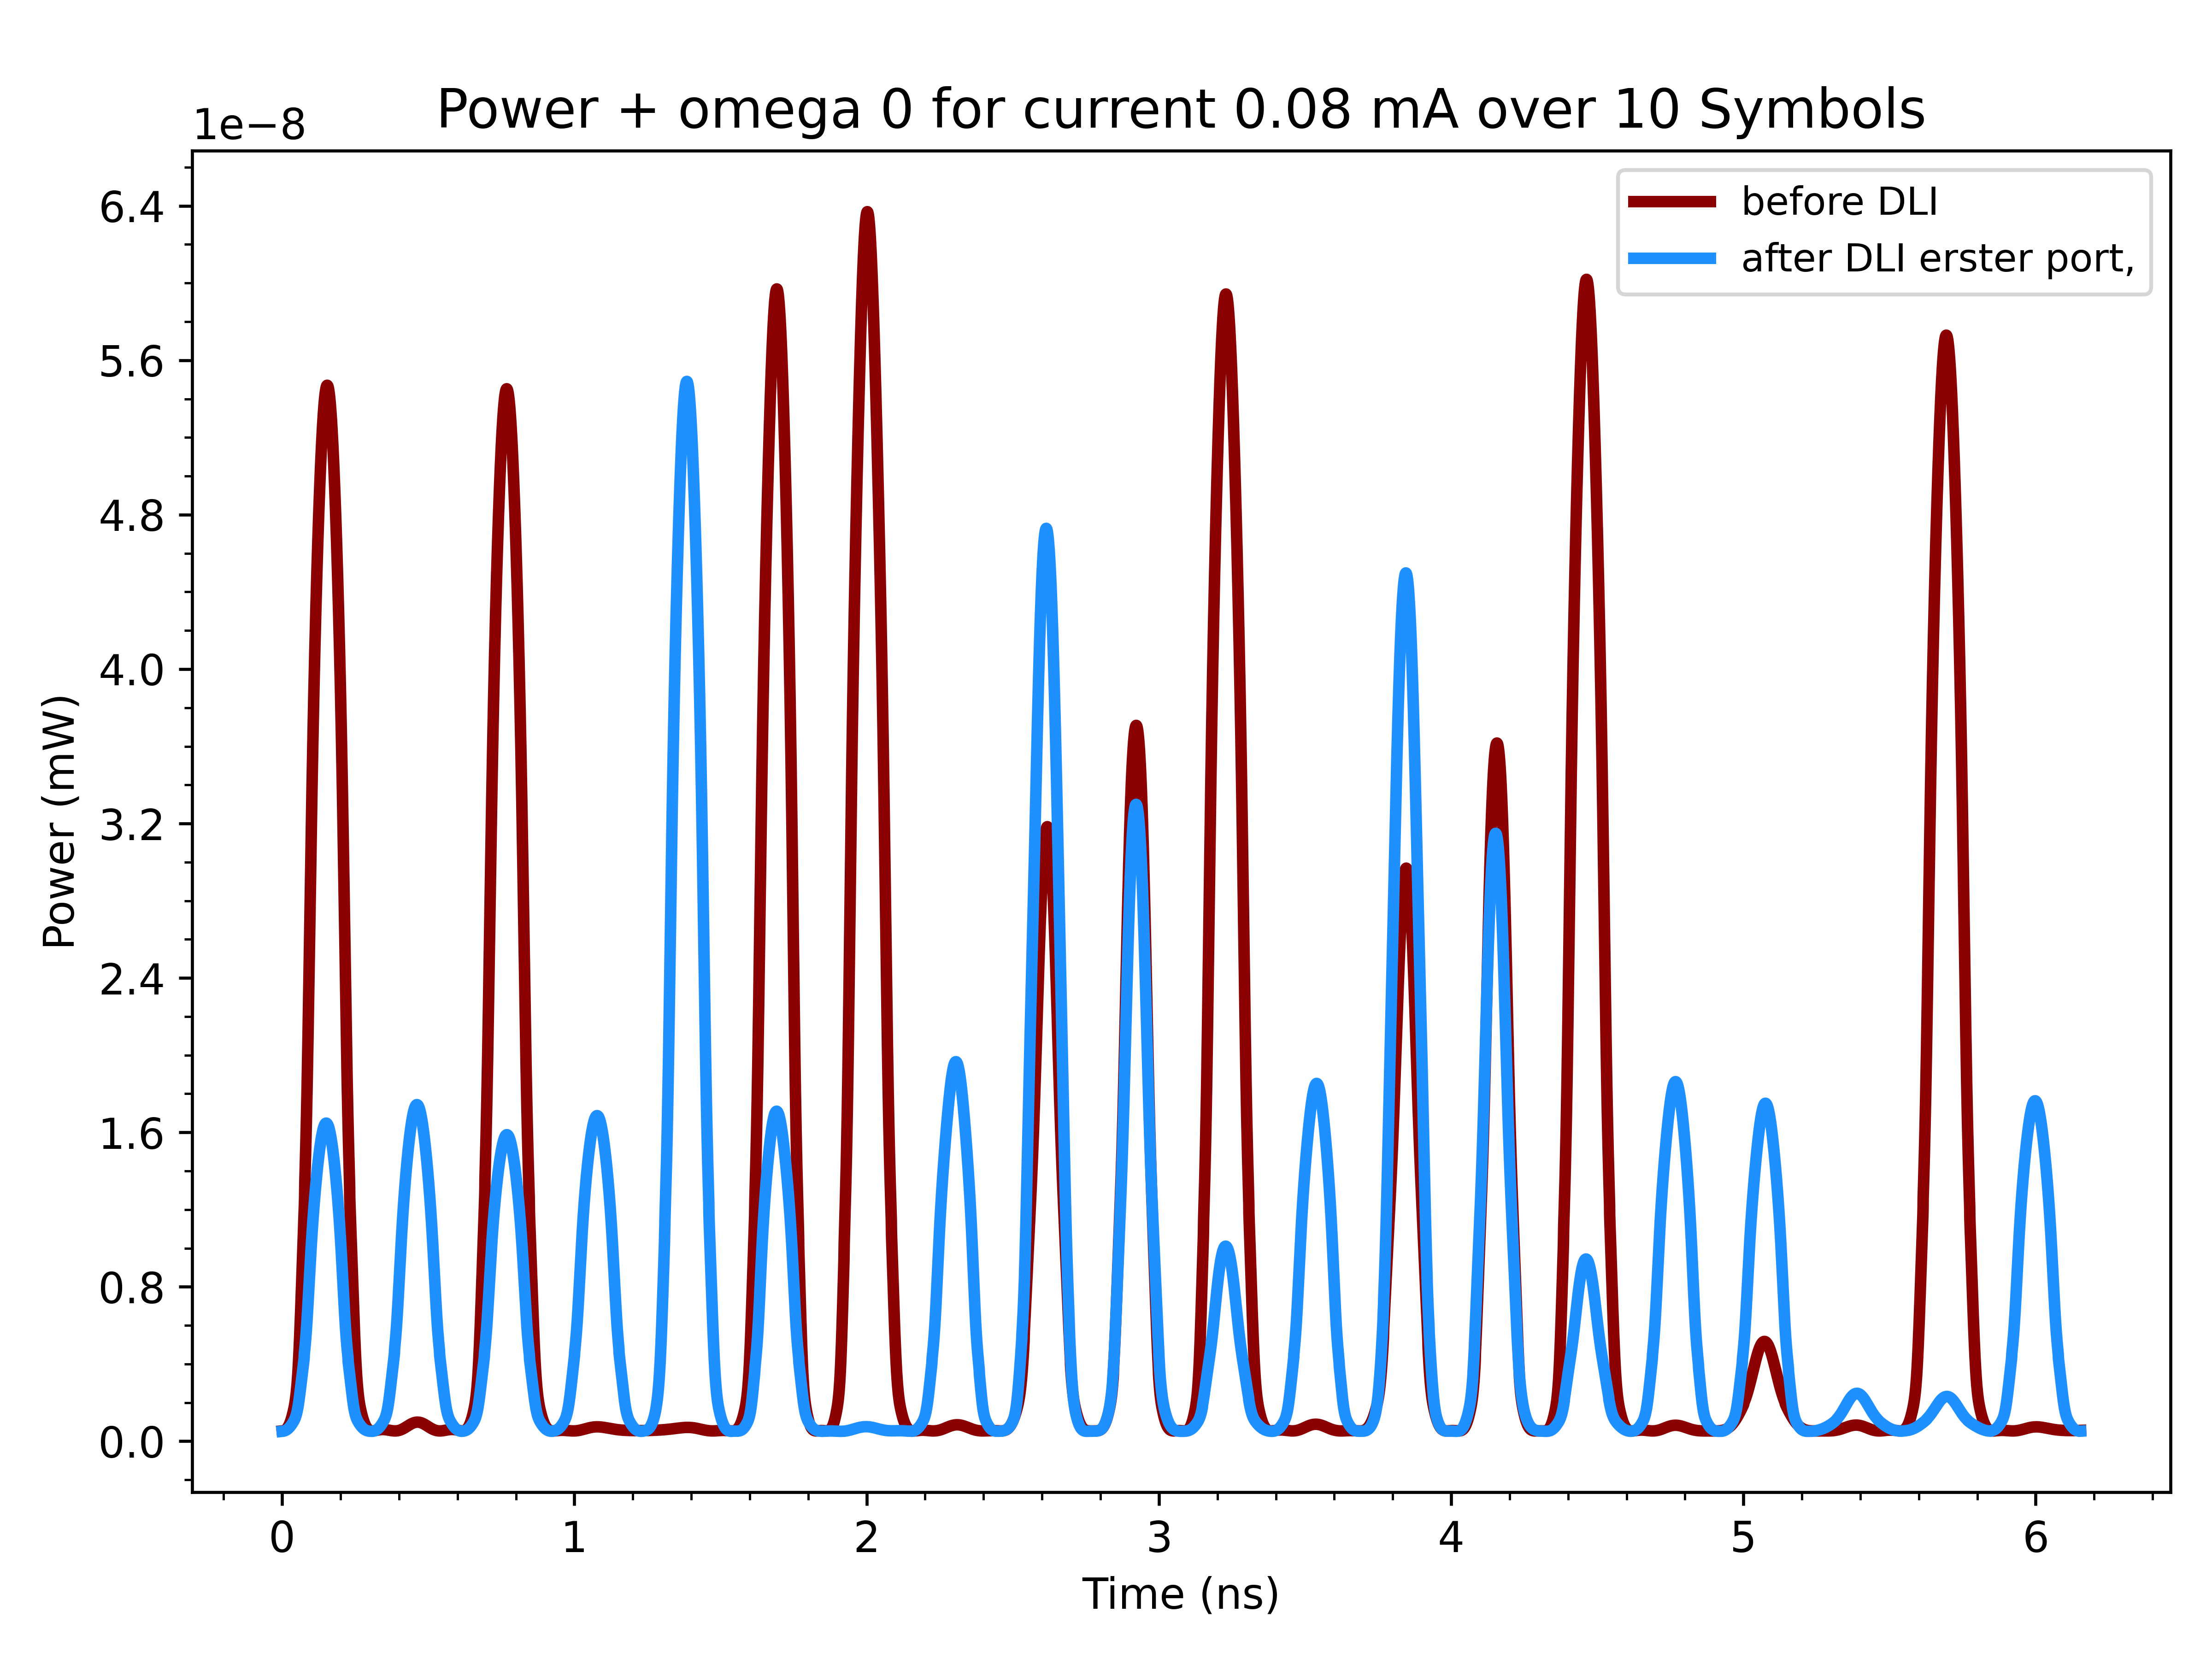 Power + omega 0 for current 0.08 mA over 10 Symbols
1e−8
before DLI
after DLI erster port,
6.4
5.6
4.8
4.0
3.2
2.4
1.6
0.8
0.0
Power (mW)
0 1 2 3 4 5 6
Time (ns)